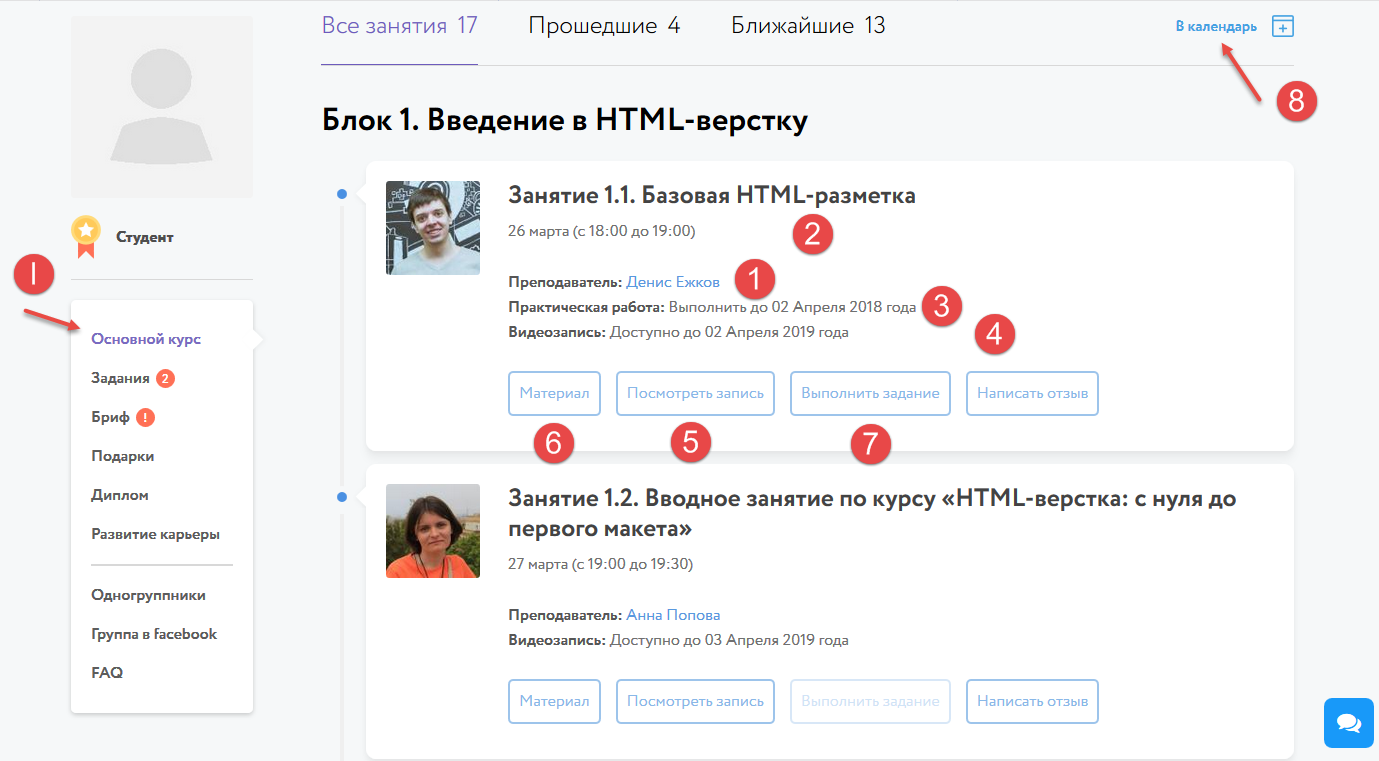 Все занятия 17
Прошедшие 4
Ближайшие 13
В календарь
8
Блок 1. Введение в HTML-верстку
Студент
I
Основной курс
Задания 2
Бриф !
Подарки
Диплом
Развитие карьеры
Одногруппники
Группа в facebook
FAQ
Занятие 1.1. Базовая HTML-разметка
26 марта (с 18:00 до 19:00)
2
Преподаватель: Денис Ежков
1
Практическая работа: Выполнить до 02 Апреля 2018 года
3
Видеозапись: Доступно до 02 Апреля 2019 года
4
Материал
Посмотреть запись
Выполнить задание
Написать отзыв
6
5
7
Занятие 1.2. Вводное занятие по курсу «HTML-верстка: с нуля до
первого макета»
27 марта (с 19:00 до 19:30)
Преподаватель: Анна Попова
Видеозапись: Доступно до 03 Апреля 2019 года
Материал
Посмотреть запись
Выполнить задание
Написать отзыв